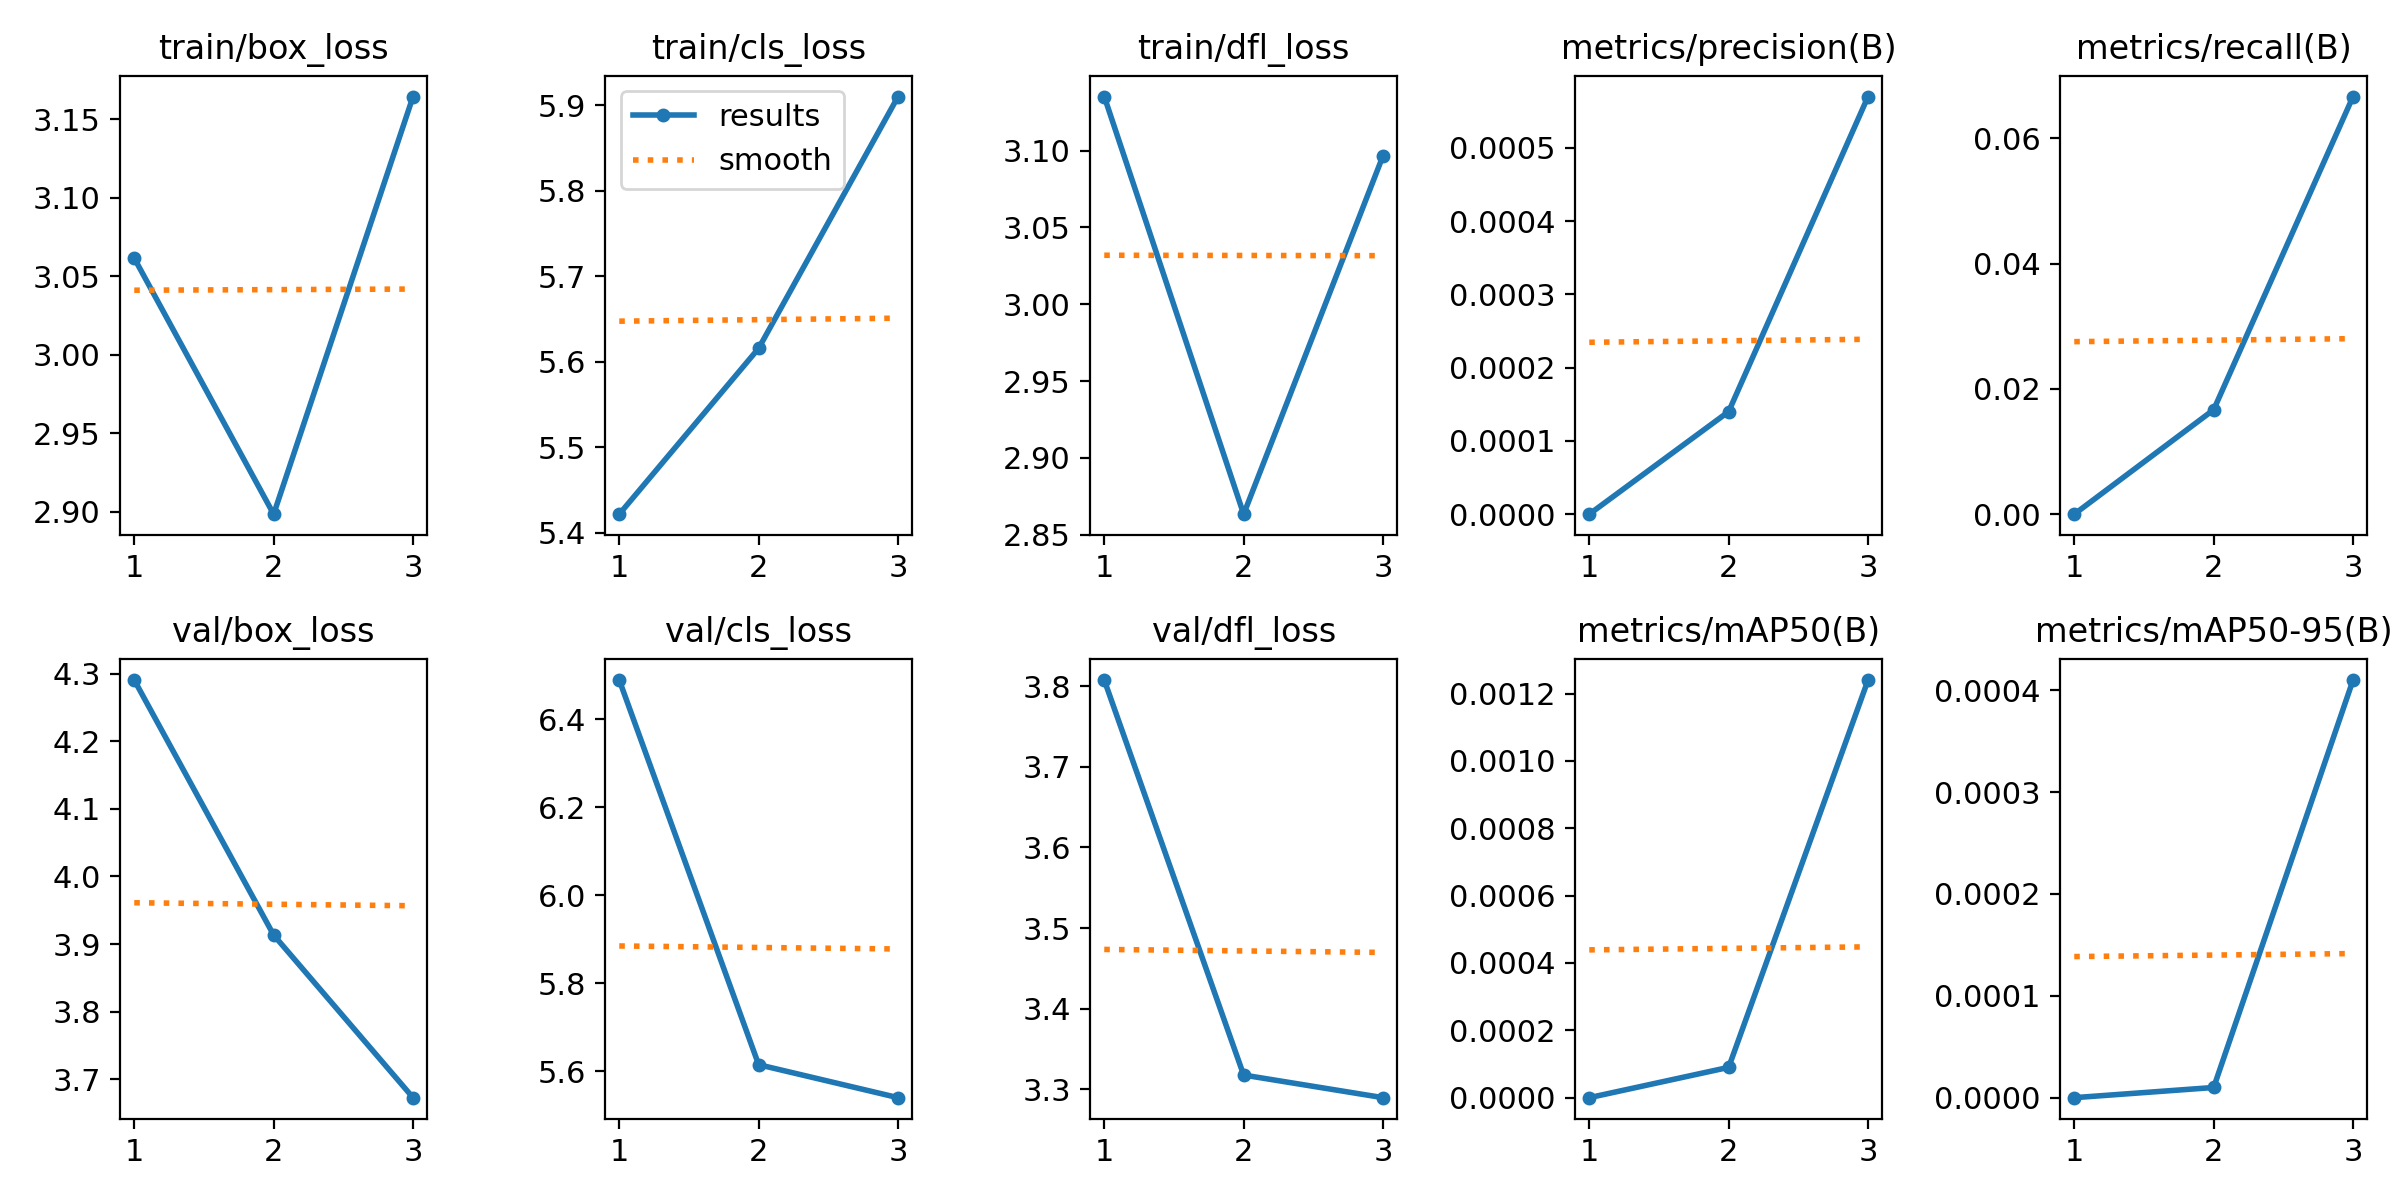 train/box_loss
3.15
3.10
3.05
3.00
2.95
2.90
1 2 3
train/cls_loss
results
smooth
5.9
5.8
5.7
5.6
5.5
5.4
1 2 3
train/dfl_loss
3.10
3.05
3.00
2.95
2.90
2.85
1 2 3
metrics/precision(B)
0.0005
0.0004
0.0003
0.0002
0.0001
0.0000
1 2 3
metrics/recall(B)
0.06
0.04
0.02
0.00
1 2 3
val/box_loss
4.3
4.2
4.1
4.0
3.9
3.8
3.7
1 2 3
val/cls_loss
6.4
6.2
6.0
5.8
5.6
1 2 3
val/dfl_loss
3.8
3.7
3.6
3.5
3.4
3.3
1 2 3
metrics/mAP50(B)
0.0012
0.0010
0.0008
0.0006
0.0004
0.0002
0.0000
1 2 3
metrics/mAP50-95(B)
0.0004
0.0003
0.0002
0.0001
0.0000
1 2 3